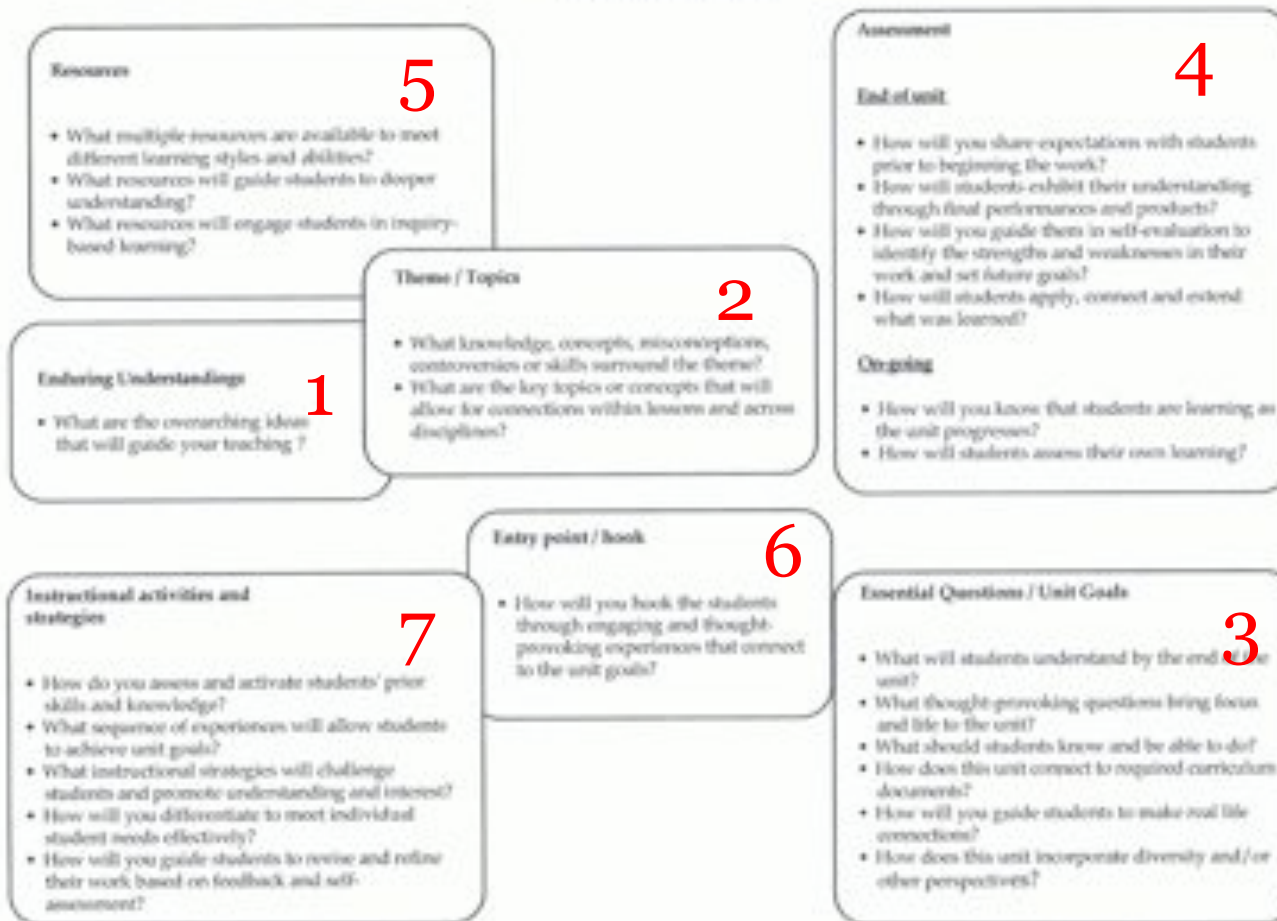 Resources
5
• What multiple resources are available to meet
different learning styles and abilities?
• What resources will guide students to deeper
understanding?
• What resources will engage students in inquiry-
based learning?
Enduring Understandings
1
• What are the overarching ideas
that will guide your teaching ?
Theme / Topics
2
• What knowledge, concepts, misconceptions,
controversies or skills surround the theme?
• What are the key topics or concepts that will
allow for connections within lessons and across
disciplines?
Assessment
4
End of unit
• How will you share expectations with students
prior to beginning the work?
• How will students exhibit their understanding
through final performances and products?
• How will you guide them in self-evaluation to
identify the strengths and weaknesses in their
work and set future goals?
• How will students apply, connect and extend
what was learned?
On-going
• How will you know that students are learning as
the unit progresses?
• How will students assess their own learning?
Entry point / hook
6
• How will you hook the students
through engaging and thought-
provoking experiences that connect
to the unit goals?
Instructional activities and
strategies
7
• How do you assess and activate students' prior
skills and knowledge?
• What sequence of experiences will allow students
to achieve unit goals?
• What instructional strategies will challenge
students and promote understanding and interest?
• How will you differentiate to meet individual
student needs effectively?
• How will you guide students to revise and refine
their work based on feedback and self-
assessment?
Essential Questions / Unit Goals
3
• What will students understand by the end of the
unit?
• What thought-provoking questions bring focus
and life to the unit?
• What should students know and be able to do?
• How does this unit connect to required curriculum
documents?
• How will you guide students to make real life
connections?
• How does this unit incorporate diversity and/or
other perspectives?